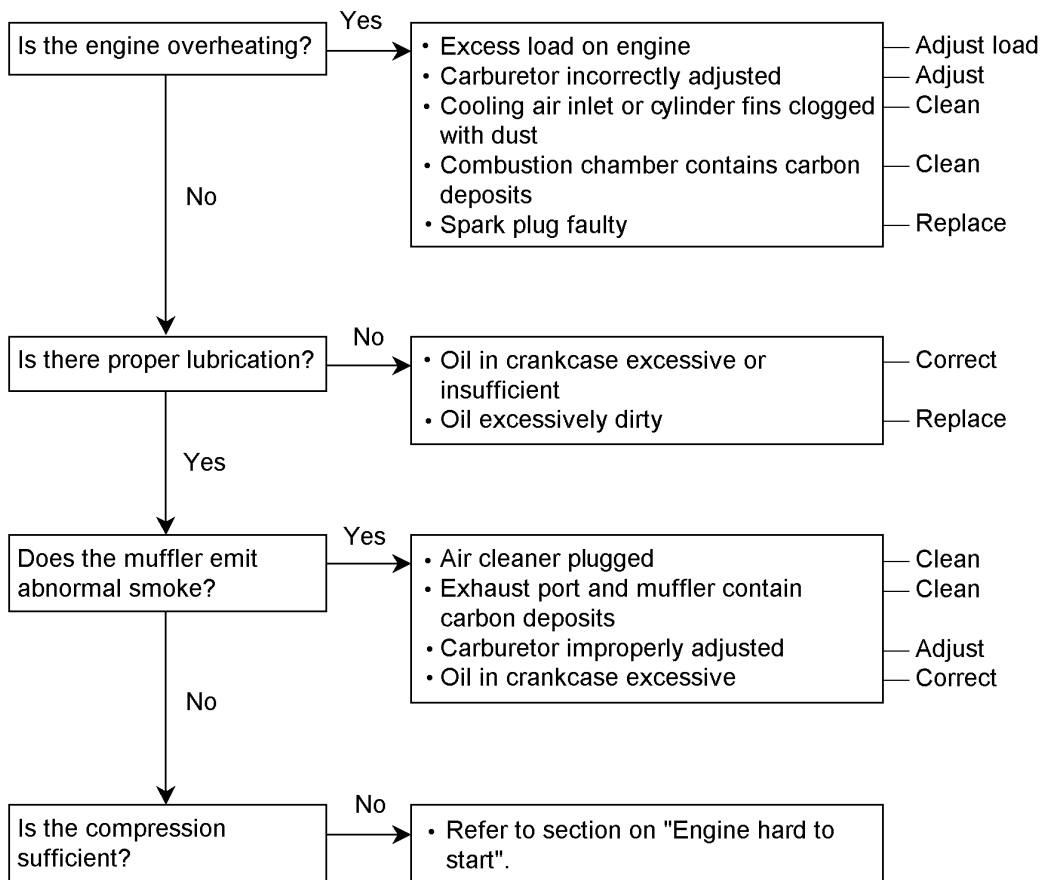 Is the engine overheating?
Yes
• Excess load on engine
Adjust load
• Carburetor incorrectly adjusted
Adjust
• Cooling air inlet or cylinder fins clogged
with dust
Clean
• Combustion chamber contains carbon
deposits
Clean
• Spark plug faulty
Replace
No
Is there proper lubrication?
No
• Oil in crankcase excessive or
insufficient
Correct
• Oil excessively dirty
Replace
Yes
Does the muffler emit
abnormal smoke?
Yes
• Air cleaner plugged
Clean
• Exhaust port and muffler contain
carbon deposits
Clean
• Carburetor improperly adjusted
Adjust
• Oil in crankcase excessive
Correct
No
Is the compression
sufficient?
No
• Refer to section on "Engine hard to
start".